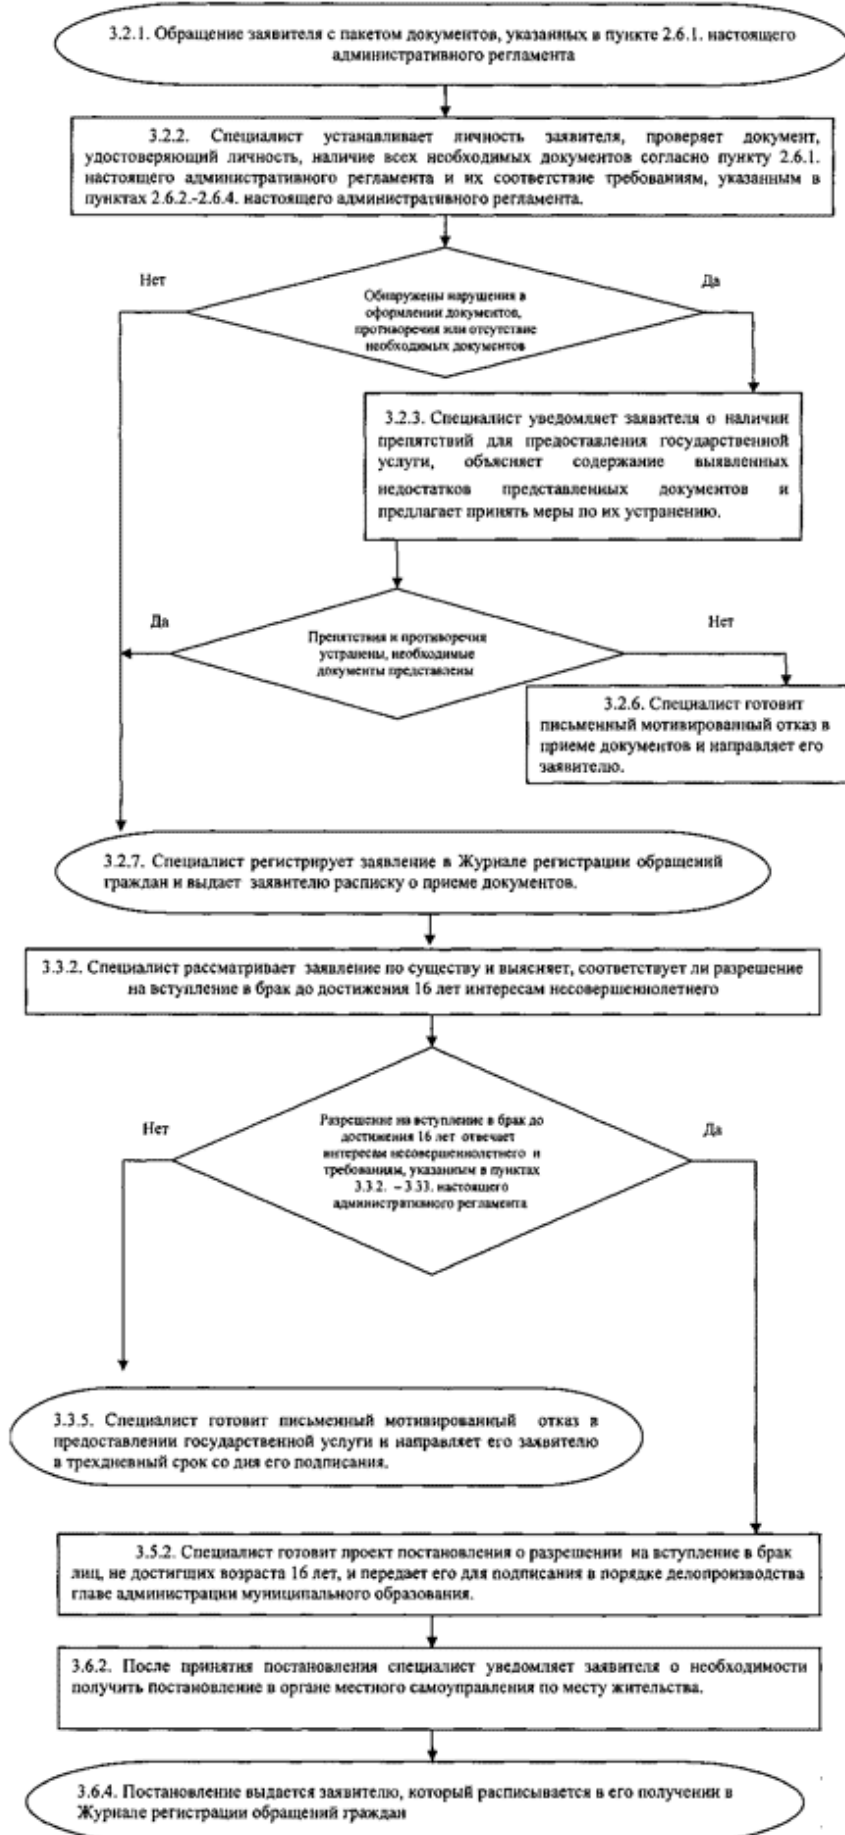 3.2.1. Обращение заявителя с пакетом документов, указанных в пункте 2.6.1. настоящего
административного регламента
3.2.2. Специалист устанавливает личность заявителя, проверяет документ,
удостоверяющий личность, наличие всех необходимых документов согласно пункту 2.6.1.
настоящего административного регламента и их соответствие требованиям, указанным в
пунктах 2.6.2.-2.6.4. настоящего административного регламента.
Нет
Да
Обнаружены нарушения в
оформлении документов,
противоречия или отсутствие
необходимых документов
3.2.3. Специалист уведомляет заявителя о наличии
препятствий для предоставления государственной
услуги, объясняет содержание выявленных
недостатков представленных документов и
предлагает принять меры по их устранению.
Да
Нет
Препятствия и противоречия
устранены, необходимые
документы представлены
3.2.6. Специалист готовит
письменный мотивированный отказ в
приеме документов и направляет его
заявителю.
3.2.7. Специалист регистрирует заявление в Журнале регистрации обращений
граждан и выдает заявителю расписку о приеме документов.
3.3.2. Специалист рассматривает заявление по существу и выясняет, соответствует ли разрешение
на вступление в брак до достижения 16 лет интересам несовершеннолетнего
Нет
Да
Разрешение на вступление в брак до
достижения 16 лет отвечает
интересам несовершеннолетнего и
требованиям, указанным в пунктах
3.3.2. – 3.33. настоящего
административного регламента
3.3.5. Специалист готовит письменный мотивированный отказ в
предоставлении государственной услуги и направляет его заявителю
в трехдневный срок со дня его подписания.
3.5.2. Специалист готовит проект постановления о разрешении на вступление в брак
лиц, не достигших возраста 16 лет, и передает его для подписания в порядке делопроизводства
главе администрации муниципального образования.
3.6.2. После принятия постановления специалист уведомляет заявителя о необходимости
получить постановление в органе местного самоуправления по месту жительства.
3.6.4. Постановление выдается заявителю, который расписывается в его получении в
Журнале регистрации обращений граждан